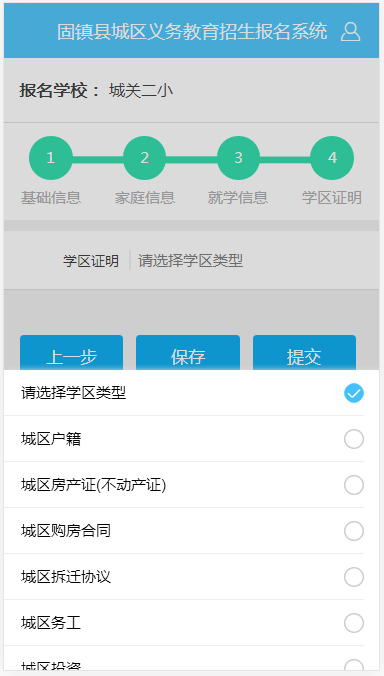 固镇县城区义务教育招生报名系统
报名学校： 城关二小
1 2 3 4
基础信息 家庭信息 就学信息 学区证明
学区证明 请选择学区类型
上一步 保存 提交
请选择学区类型
城区户籍
城区房产证(不动产证)
城区购房合同
城区拆迁协议
城区务工
城区投资